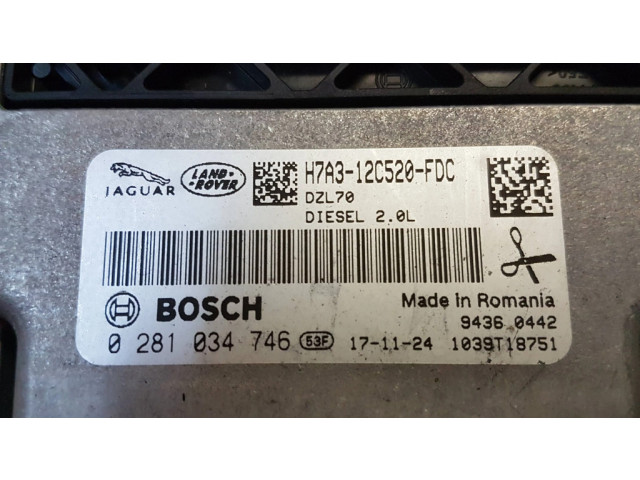 JAGUAR
LAND-ROVER
H7A3-12C520-FDC
DZL70
DIESEL 2.0L
BOSCH
Made in Romania
9436 0442
0 281 034 746 53F 17-11-24 1039T18751